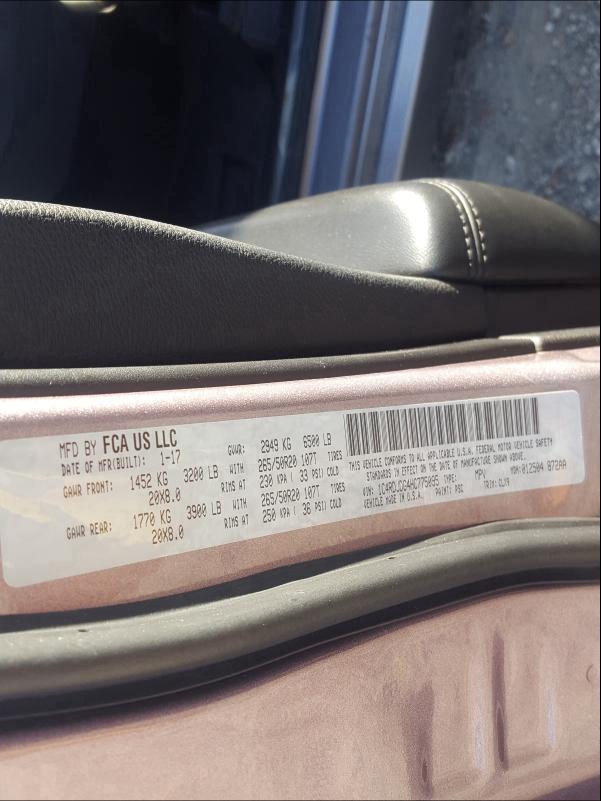 MFD BY FCA US LLC
DATE OF MFR(BUILT): 1-17 GVWR: 2949 KG 6500 LB
GAWR FRONT: 1452 KG 3200 LB WITH 265/50R20 107T TIRES
20X8.0 RIMS AT 230 KPA ( 33 PSI) COLD
GAWR REAR: 1770 KG 3900 LB WITH 265/50R20 107T TIRES
20X8.0 RIMS AT 250 KPA ( 36 PSI) COLD
THIS VEHICLE CONFORMS TO ALL APPLICABLE U.S.A. FEDERAL MOTOR VEHICLE SAFETY
STANDARDS IN EFFECT ON THE DATE OF MANUFACTURE SHOWN ABOVE.
VIN: TYPE: MPV MDH: 012504 872AA
VEHICLE MADE IN U.S.A. PAINT: PSC TRIM: